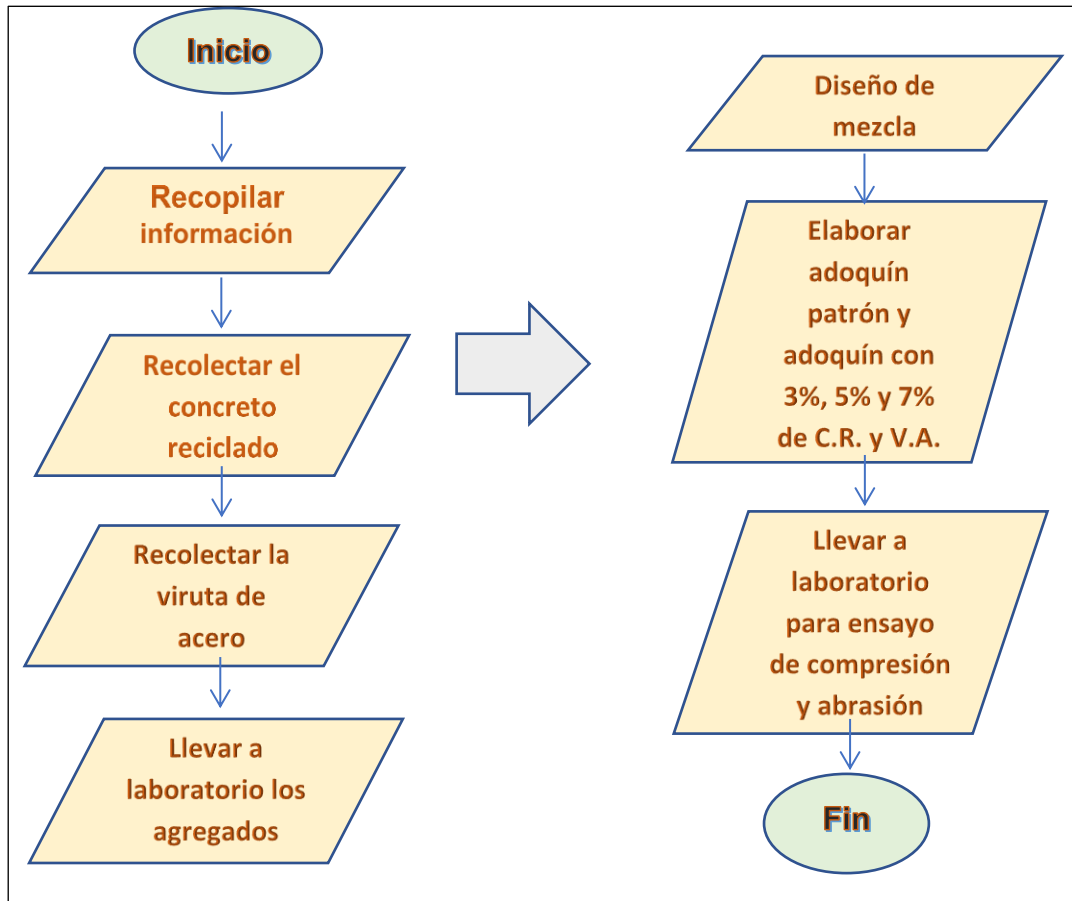 Inicio
Recopilar
información
Recolectar el
concreto
reciclado
Recolectar la
viruta de
acero
Llevar a
laboratorio los
agregados
Diseño de
mezcla
Elaborar
adoquín
patrón y
adoquín con
3%, 5% y 7%
de C.R. y V.A.
Llevar a
laboratorio
para ensayo
de compresión
y abrasión
Fin